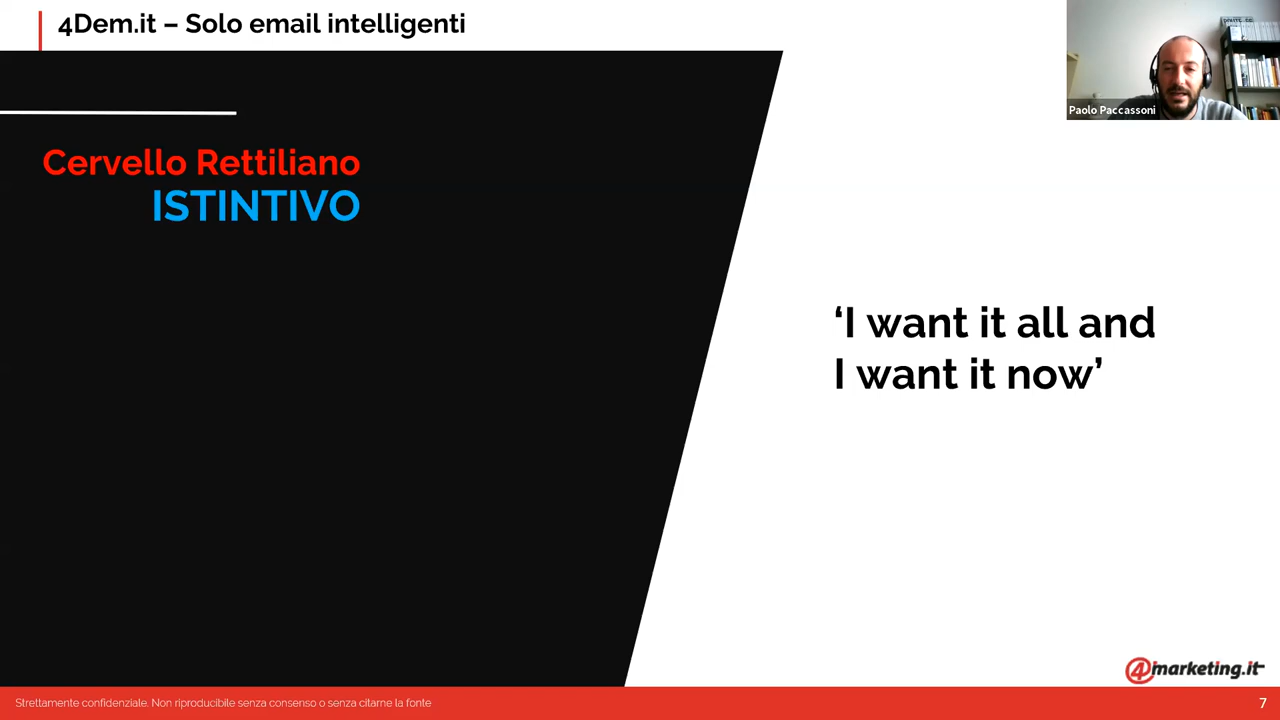 4Dem.it – Solo email intelligenti
Paolo Paccassoni
Cervello Rettiliano
ISTINTIVO
‘I want it all and
I want it now’
4marketing.it
Strettamente confidenziale. Non riproducibile senza consenso o senza citarne la fonte
7